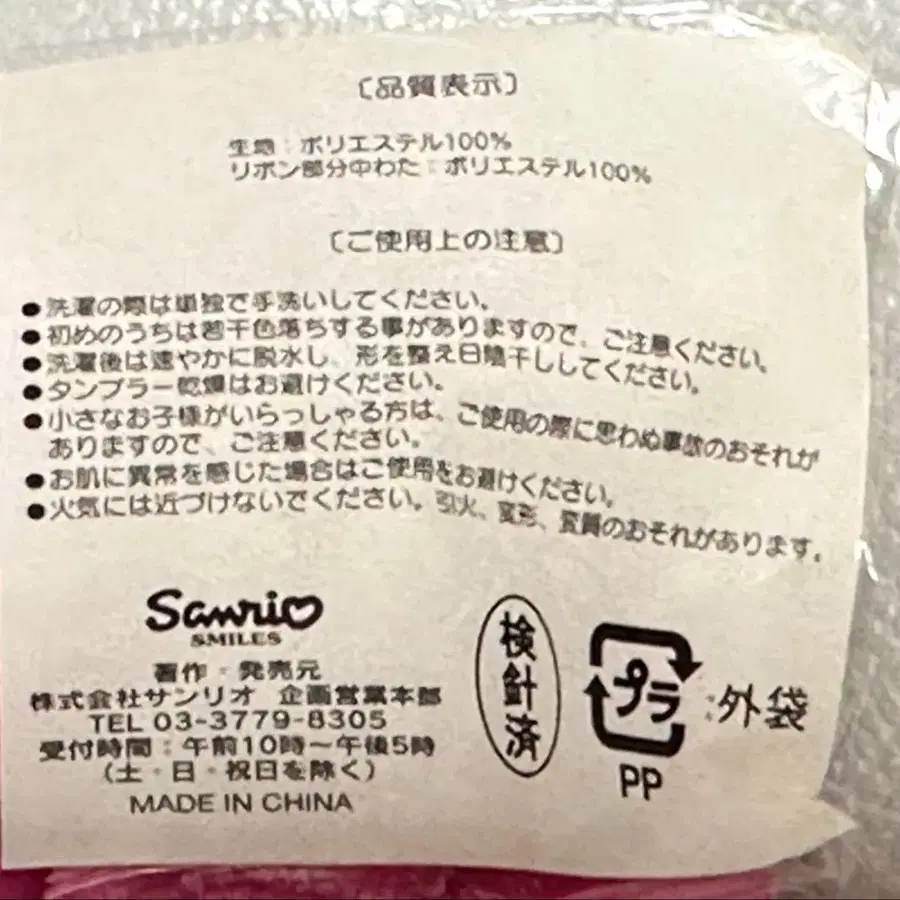 〔品質表示〕
生地：ポリエステル100%
リボン部分中わた：ポリエステル100%
〔ご使用上の注意〕
●洗濯の際は単独で手洗いしてください。
●初めのうちは若干色落ちする事がありますので、ご注意ください。
●洗濯後は速やかに脱水し、形を整え日陰干ししてください。
●タンブラー乾燥はお避けください。
●小さなお子様がいらっしゃる方は、ご使用の際に思わぬ事故のおそれが
ありますので、ご注意ください。
●お肌に異常を感じた場合はご使用をお避けください。
●火気には近づけないでください。引火、変形、変質のおそれがあります。
Sanrio
SMILES
著作・発売元
株式会社サンリオ 企画営業本部
TEL 03-3779-8305
受付時間：午前10時〜午後5時
(土・日・祝日を除く)
MADE IN CHINA
検針済
プラ：外袋
PP